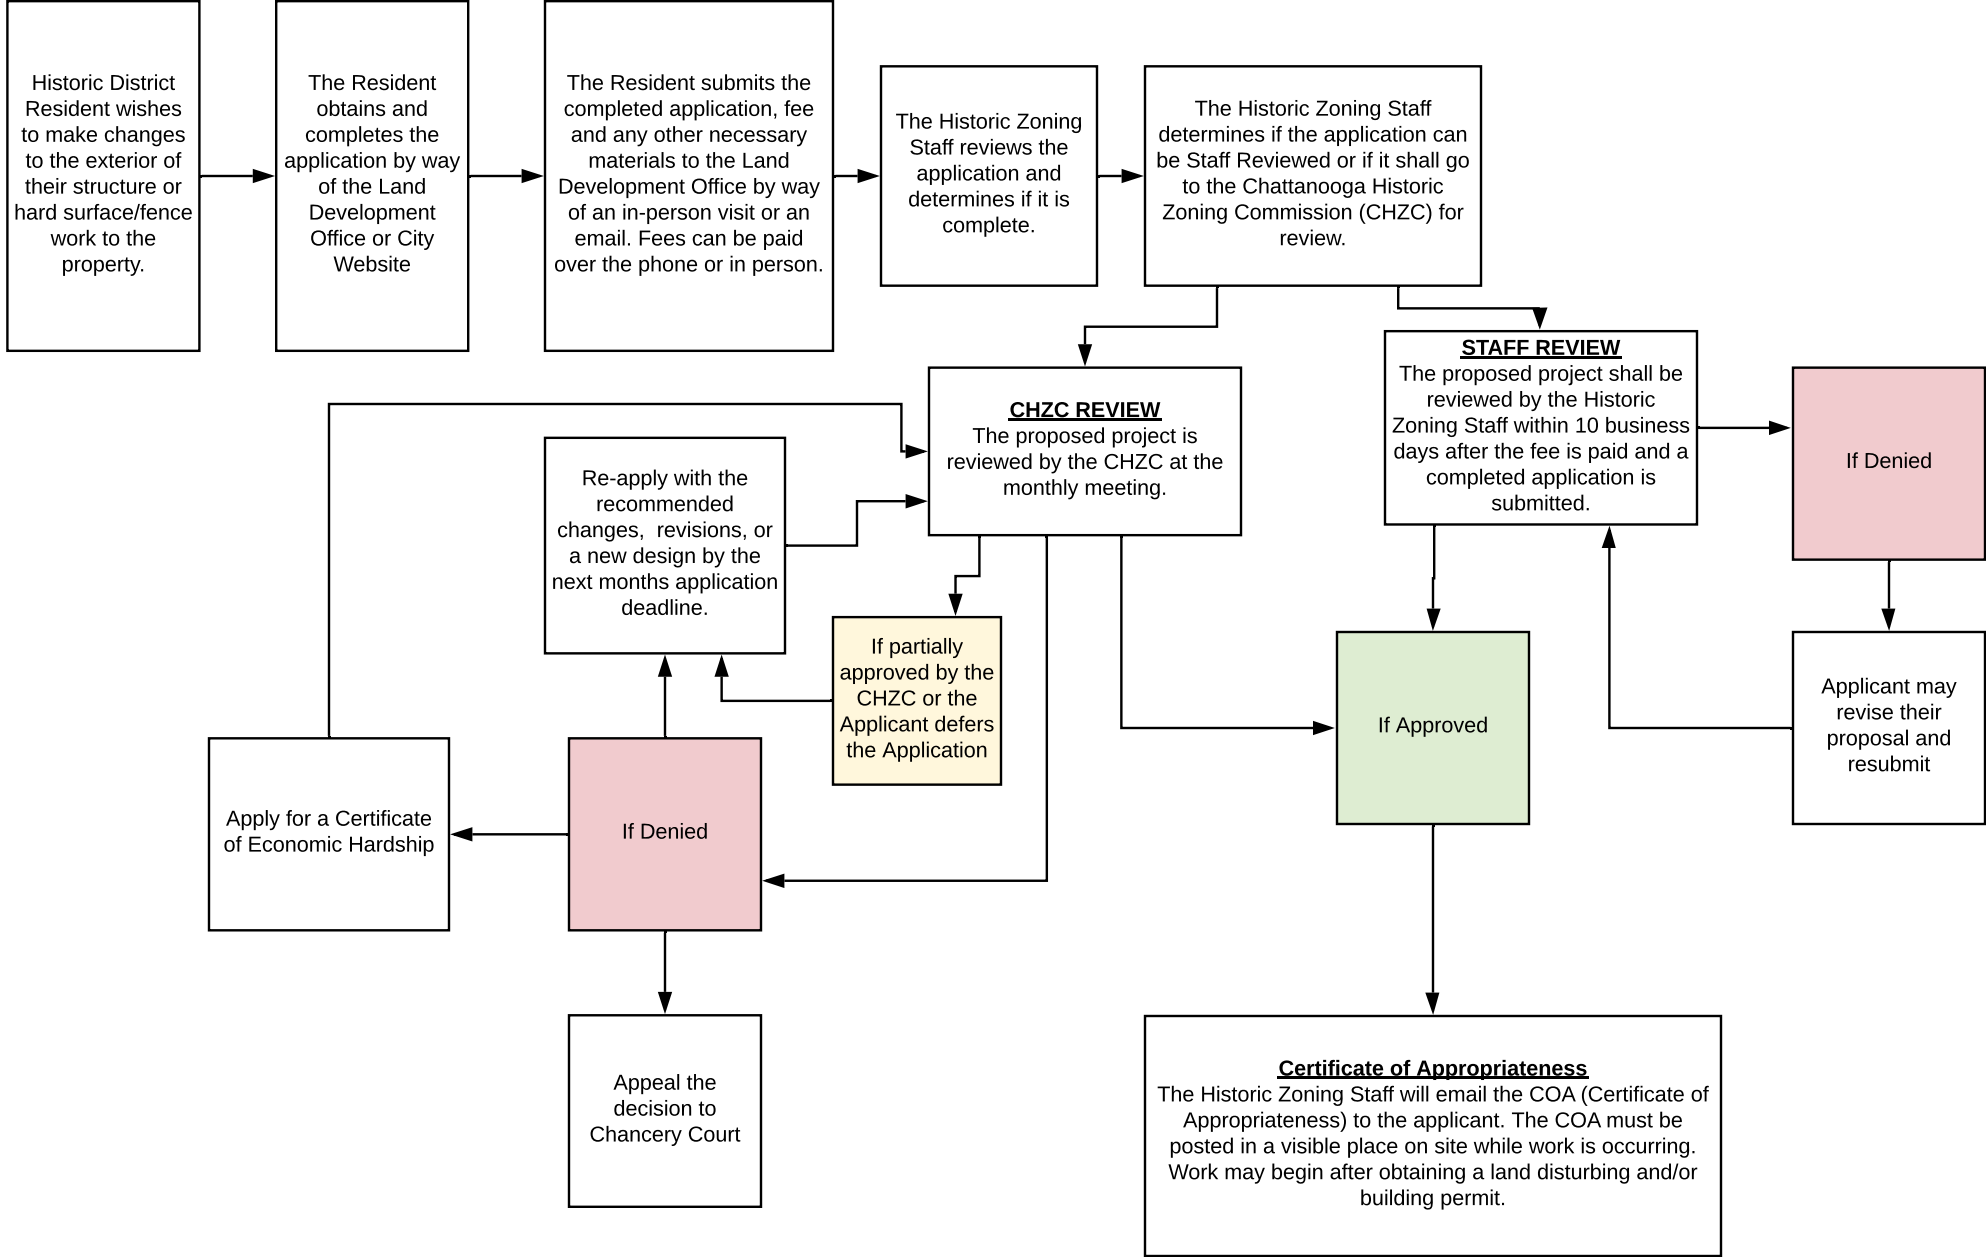 Historic District
Resident wishes
to make changes
to the exterior of
their structure or
hard surface/fence
work to the
property.
The Resident
obtains and
completes the
application by way
of the Land
Development
Office or City
Website
The Resident submits the
completed application, fee
and any other necessary
materials to the Land
Development Office by way
of an in-person visit or an
email. Fees can be paid
over the phone or in person.
The Historic Zoning
Staff reviews the
application and
determines if it is
complete.
The Historic Zoning Staff
determines if the application can
be Staff Reviewed or if it shall go
to the Chattanooga Historic
Zoning Commission (CHZC) for
review.
STAFF REVIEW
The proposed project shall be
reviewed by the Historic
Zoning Staff within 10 business
days after the fee is paid and a
completed application is
submitted.
If Denied
CHZC REVIEW
The proposed project is
reviewed by the CHZC at the
monthly meeting.
Re-apply with the
recommended
changes,  revisions, or
a new design by the
next months application
deadline.
If partially
approved by the
CHZC or the
Applicant defers
the Application
If Approved
Applicant may
revise their
proposal and
resubmit
Apply for a Certificate
of Economic Hardship
If Denied
Appeal the
decision to
Chancery Court
Certificate of Appropriateness
The Historic Zoning Staff will email the COA (Certificate of
Appropriateness) to the applicant. The COA must be
posted in a visible place on site while work is occurring.
Work may begin after obtaining a land disturbing and/or
building permit.